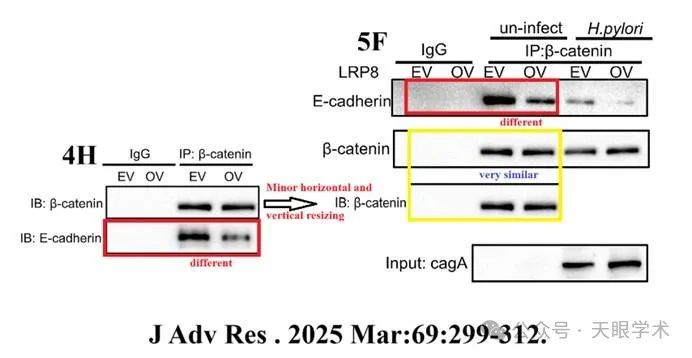 un-infect H.pylori
5F IgG IP:β-catenin
LRP8 EV OV EV OV EV OV
E-cadherin
different
4H
β-catenin
IgG IP: β-catenin
very similar
EV OV EV OV
Minor horizontal and
vertical resizing
IB: β-catenin
IB: β-catenin
IB: E-cadherin
different
Input: cagA
公众号 · 天眼学术
J Adv Res . 2025 Mar:69:299-312.